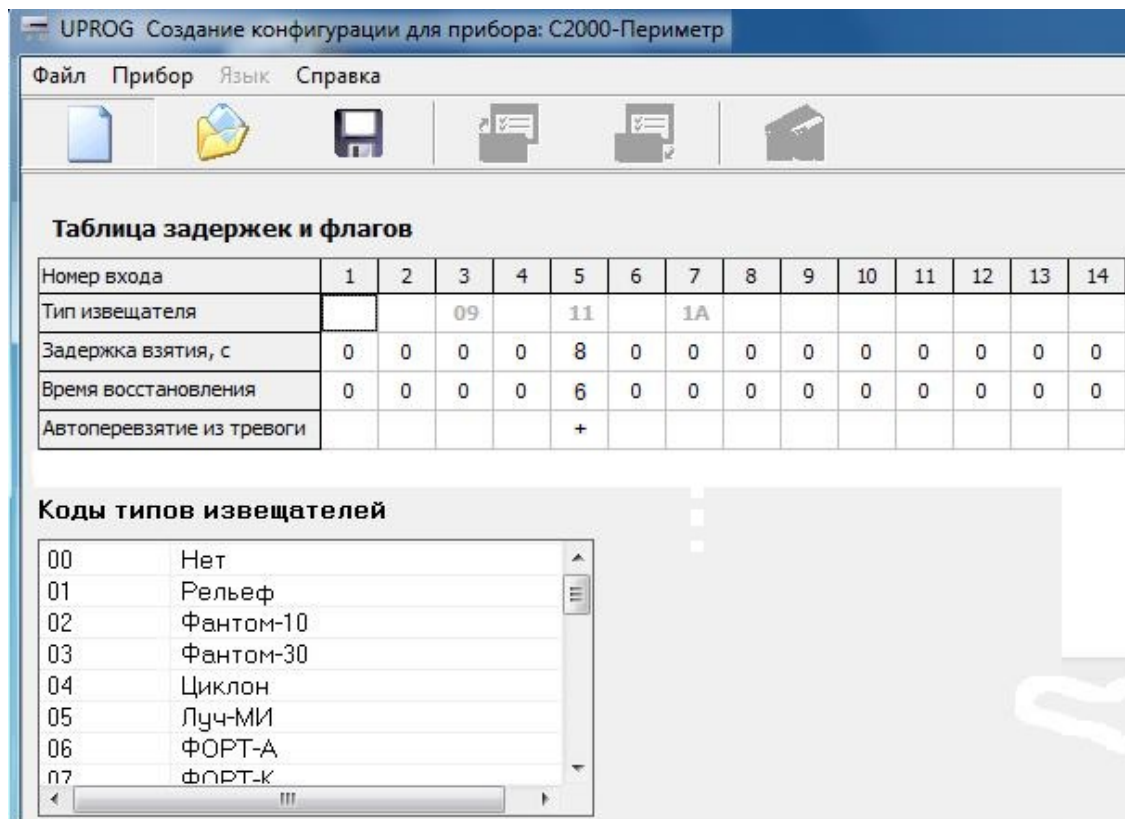 UPROG Создание конфигурации для прибора: С2000-Периметр
Файл Прибор Язык Справка
Таблица задержек и флагов
Номер входа 1 2 3 4 5 6 7 8 9 10 11 12 13 14
Тип извещателя 09 11 1A
Задержка взятия, с 0 0 0 0 8 0 0 0 0 0 0 0 0 0
Время восстановления 0 0 0 0 6 0 0 0 0 0 0 0 0 0
Автоперевзятие из тревоги +
Коды типов извещателей
00 Нет
01 Рельеф
02 Фантом-10
03 Фантом-30
04 Циклон
05 Луч-МИ
06 ФОРТ-А
07 ФОРТ-К